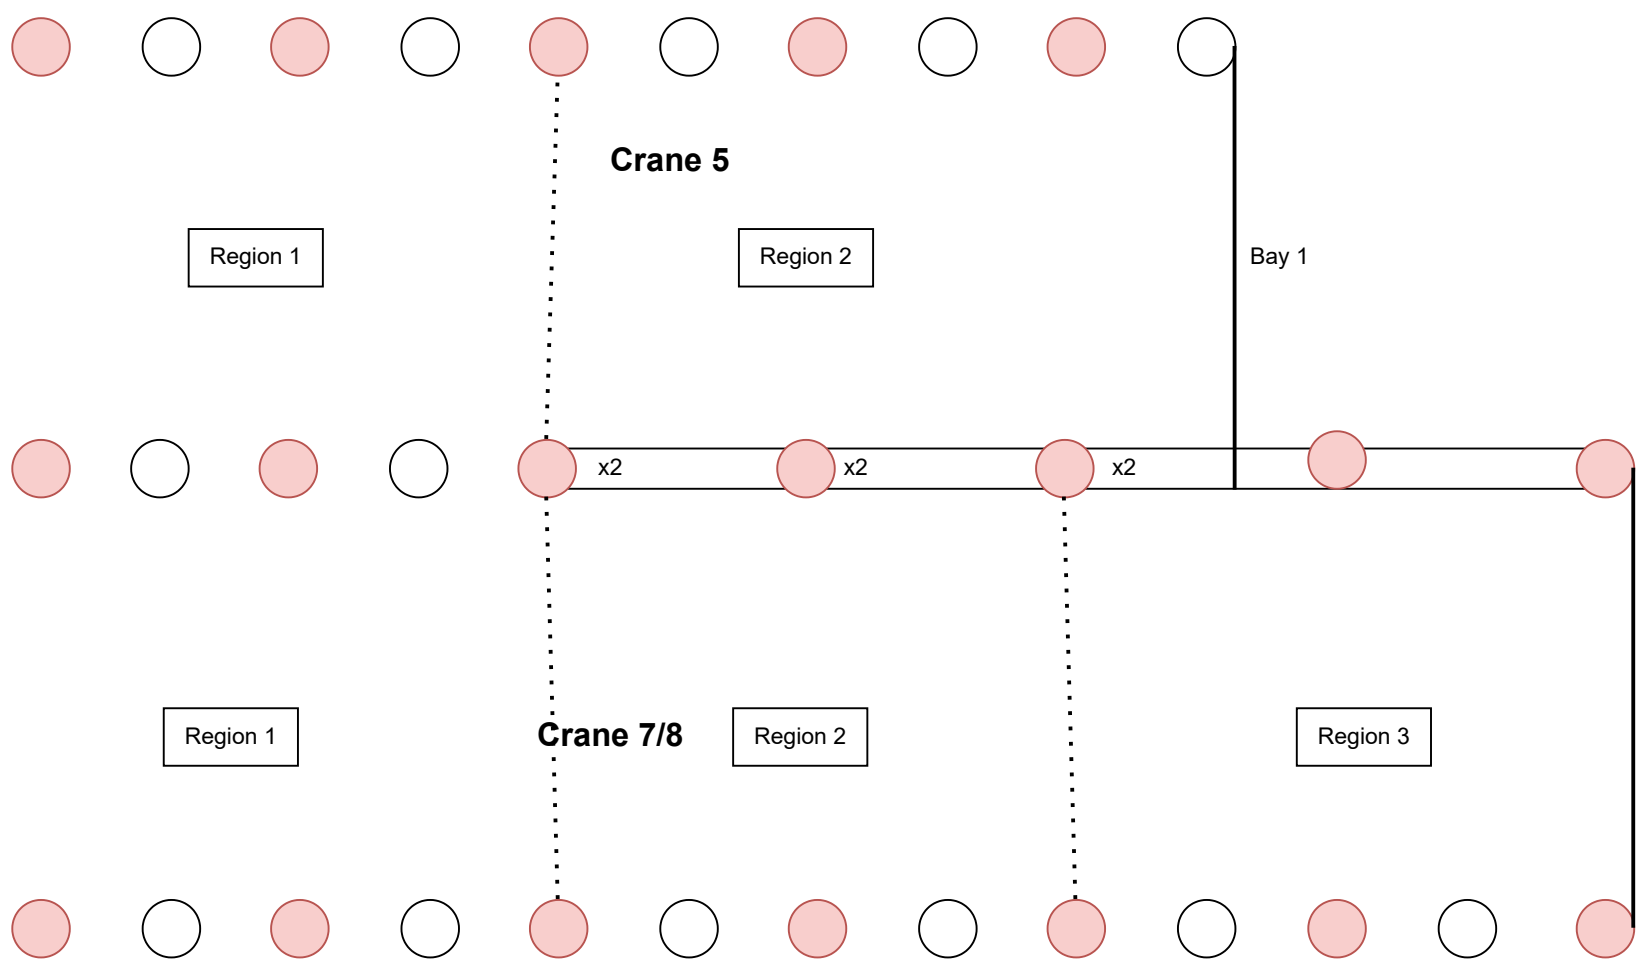 Crane 5
Region 1
Region 2
Bay 1
x2
x2
x2
Region 1
Crane 7/8
Region 2
Region 3